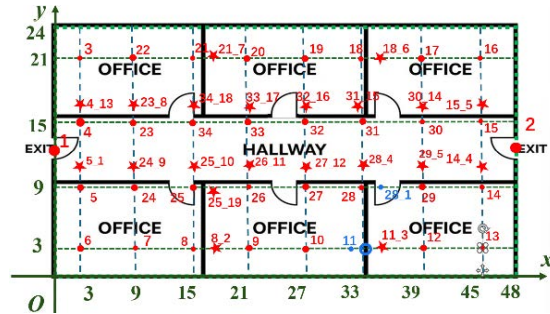 y
24
21
3 22 21 21_7 20 19 18 18_6 17 16
OFFICE OFFICE OFFICE
4_13 23_8 34_18 33_17 32_16 31_15 30_14 15_5
15
4 23 34 33 32 31 30 15
EXIT 1 HALLWAY 2 EXIT
5_1 24_9 25_10 26_11 27_12 28_4 29_5 14_4
9
5 24 25 26 27 28 28_1 29 14
25_19
OFFICE OFFICE OFFICE
3
6 7 8 8_2 9 10 11 11_3 12 13
O 3 9 15 21 27 33 39 45 48 x